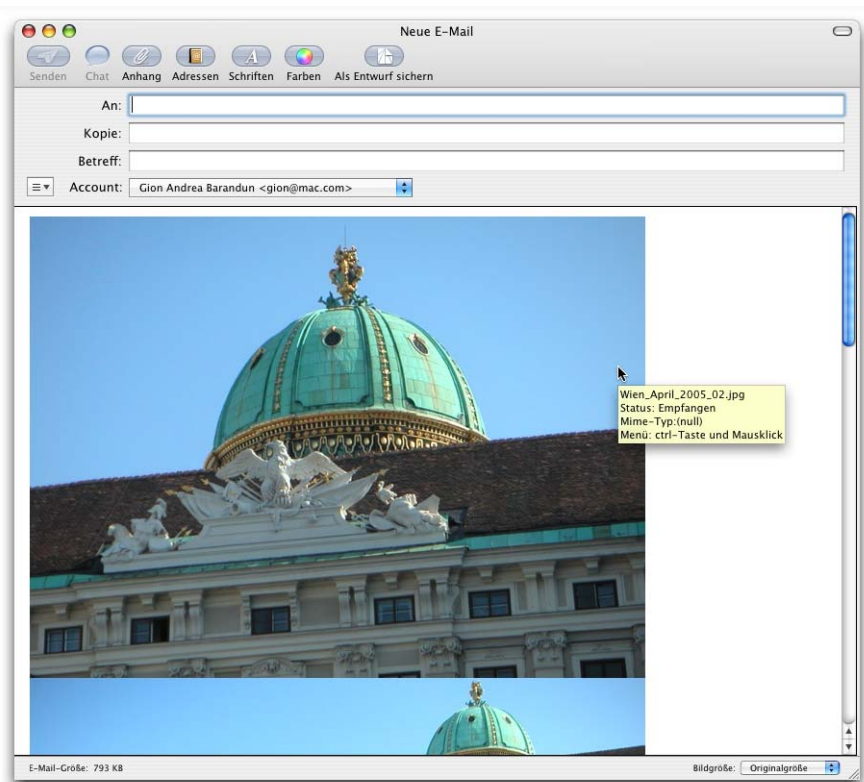 Neue E-Mail
Senden Chat Anhang Adressen Schriften Farben Als Entwurf sichern
An:
Kopie:
Betreff:
Account: Gion Andrea Barandun <gion@mac.com>
Wien_April_2005_02.jpg
Status: Empfangen
Mime-Typ:(null)
Menü: ctrl-Taste und Mausklick
E-Mail-Größe: 793 KB Bildgröße: Originalgröße